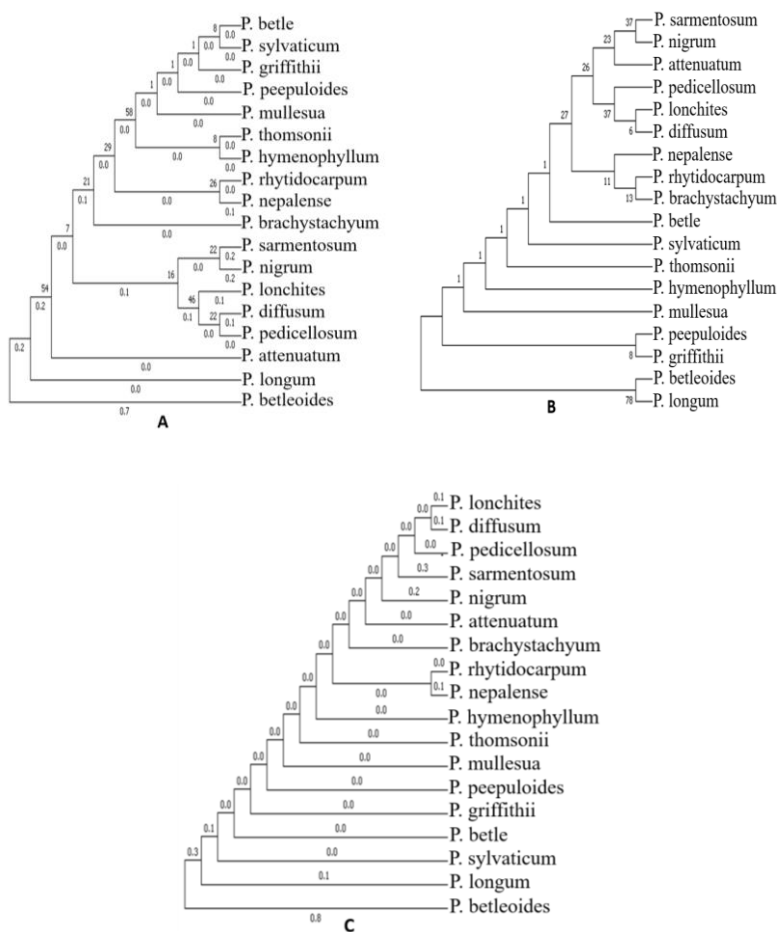 P. betle
P. sylvaticum
P. griffithii
P. peepuloides
P. mullesua
P. thomsonii
P. hymenophyllum
P. rhytidocarpum
P. nepalense
P. brachystachyum
P. sarmentosum
P. nigrum
P. lonchites
P. diffusum
P. pedicellosum
P. attenuatum
P. longum
P. betleoides
8
0.0
0.0
1
0.0
0.0
1
0.0
0.0
1
0.0
0.0
58
0.0
0.0
8
0.0
0.0
0.0
29
0.0
26
0.0
0.0
0.1
21
0.1
0.0
7
0.0
22
0.0
0.2
0.2
16
0.1
46
0.1
0.1
22
0.0
0.1
0.0
54
0.2
0.0
0.2
0.0
0.7
A
P. sarmentosum
P. nigrum
P. attenuatum
P. pedicellosum
P. lonchites
P. diffusum
P. nepalense
P. rhytidocarpum
P. brachystachyum
P. betle
P. sylvaticum
P. thomsonii
P. hymenophyllum
P. mullesua
P. peepuloides
P. griffithii
P. betleoides
P. longum
37
23
26
37
6
27
11
13
1
1
1
1
1
8
78
B
P. lonchites
P. diffusum
P. pedicellosum
P. sarmentosum
P. nigrum
P. attenuatum
P. brachystachyum
P. rhytidocarpum
P. nepalense
P. hymenophyllum
P. thomsonii
P. mullesua
P. peepuloides
P. griffithii
P. betle
P. sylvaticum
P. longum
P. betleoides
0.1
0.0
0.1
0.0
0.0
0.0
0.3
0.0
0.2
0.0
0.0
0.0
0.0
0.0
0.0
0.1
0.0
0.0
0.0
0.0
0.0
0.0
0.0
0.0
0.0
0.0
0.0
0.0
0.0
0.1
0.0
0.3
0.1
0.8
C